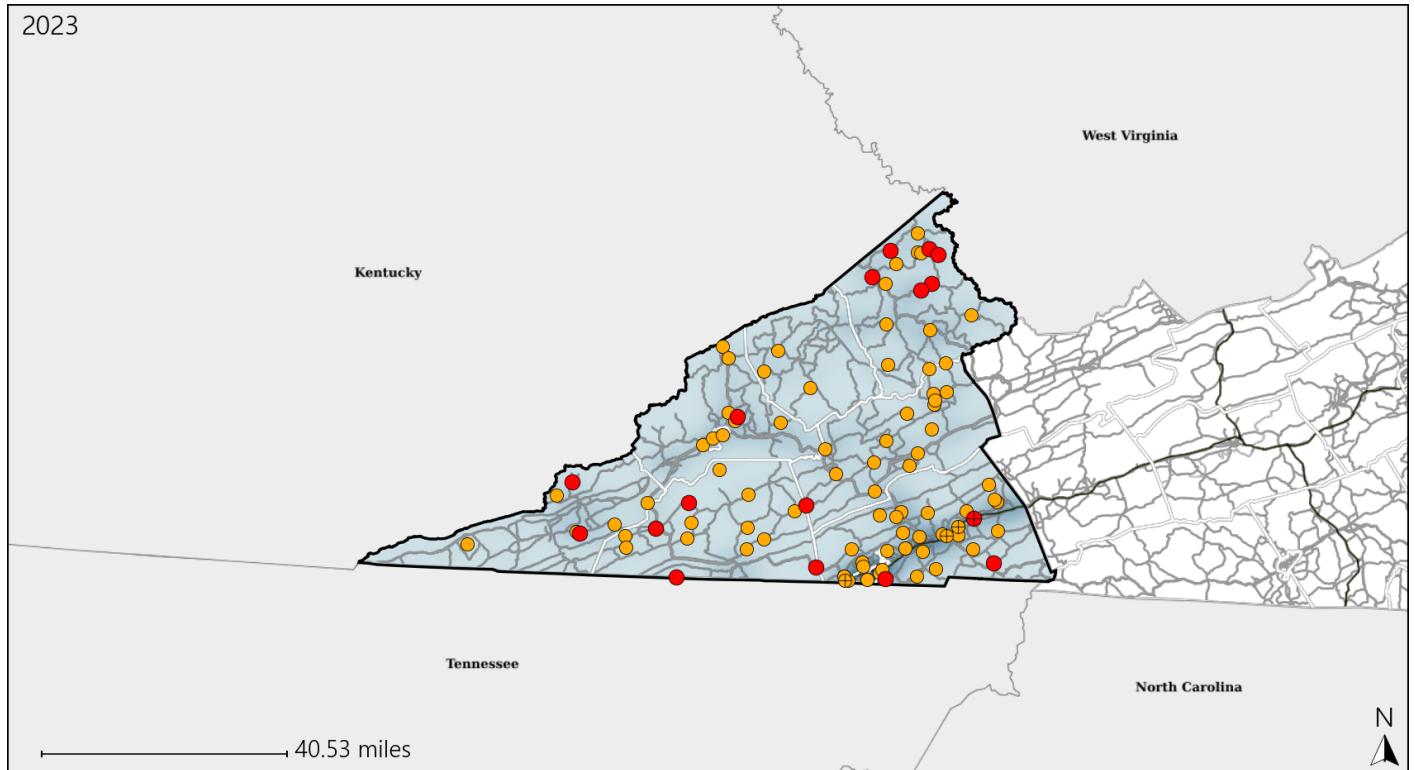 2023
West Virginia
Kentucky
Tennessee
North Carolina
N
40.53 miles